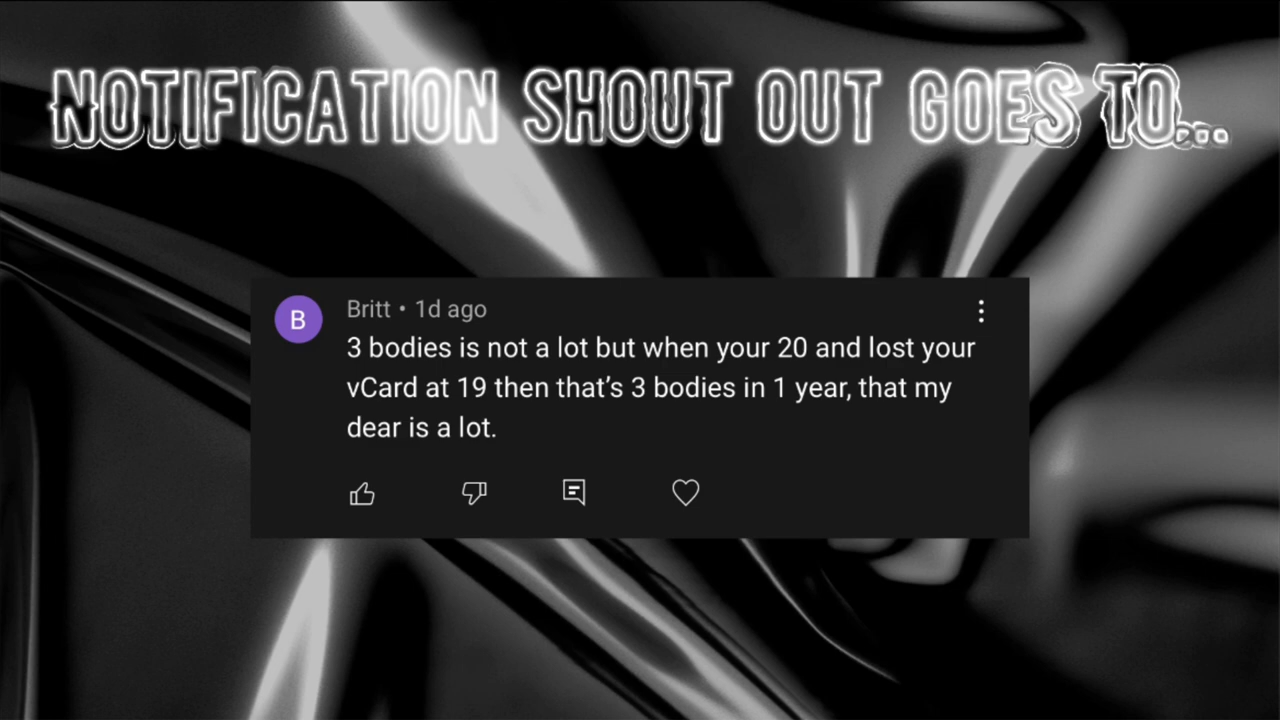 NOTIFICATION SHOUT OUT GOES TO...
B
Britt • 1d ago
3 bodies is not a lot but when your 20 and lost your
vCard at 19 then that’s 3 bodies in 1 year, that my
dear is a lot.